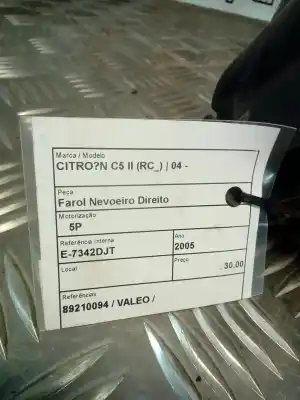 Marca / Modelo
CITRO?N C5 II (RC_) | 04 -
Peça
Farol Nevoeiro Direito
Motorização
5P
Referência Interna Ano
E-7342DJT 2005
Local Preço
30,00
Referências
89210094 / VALEO /